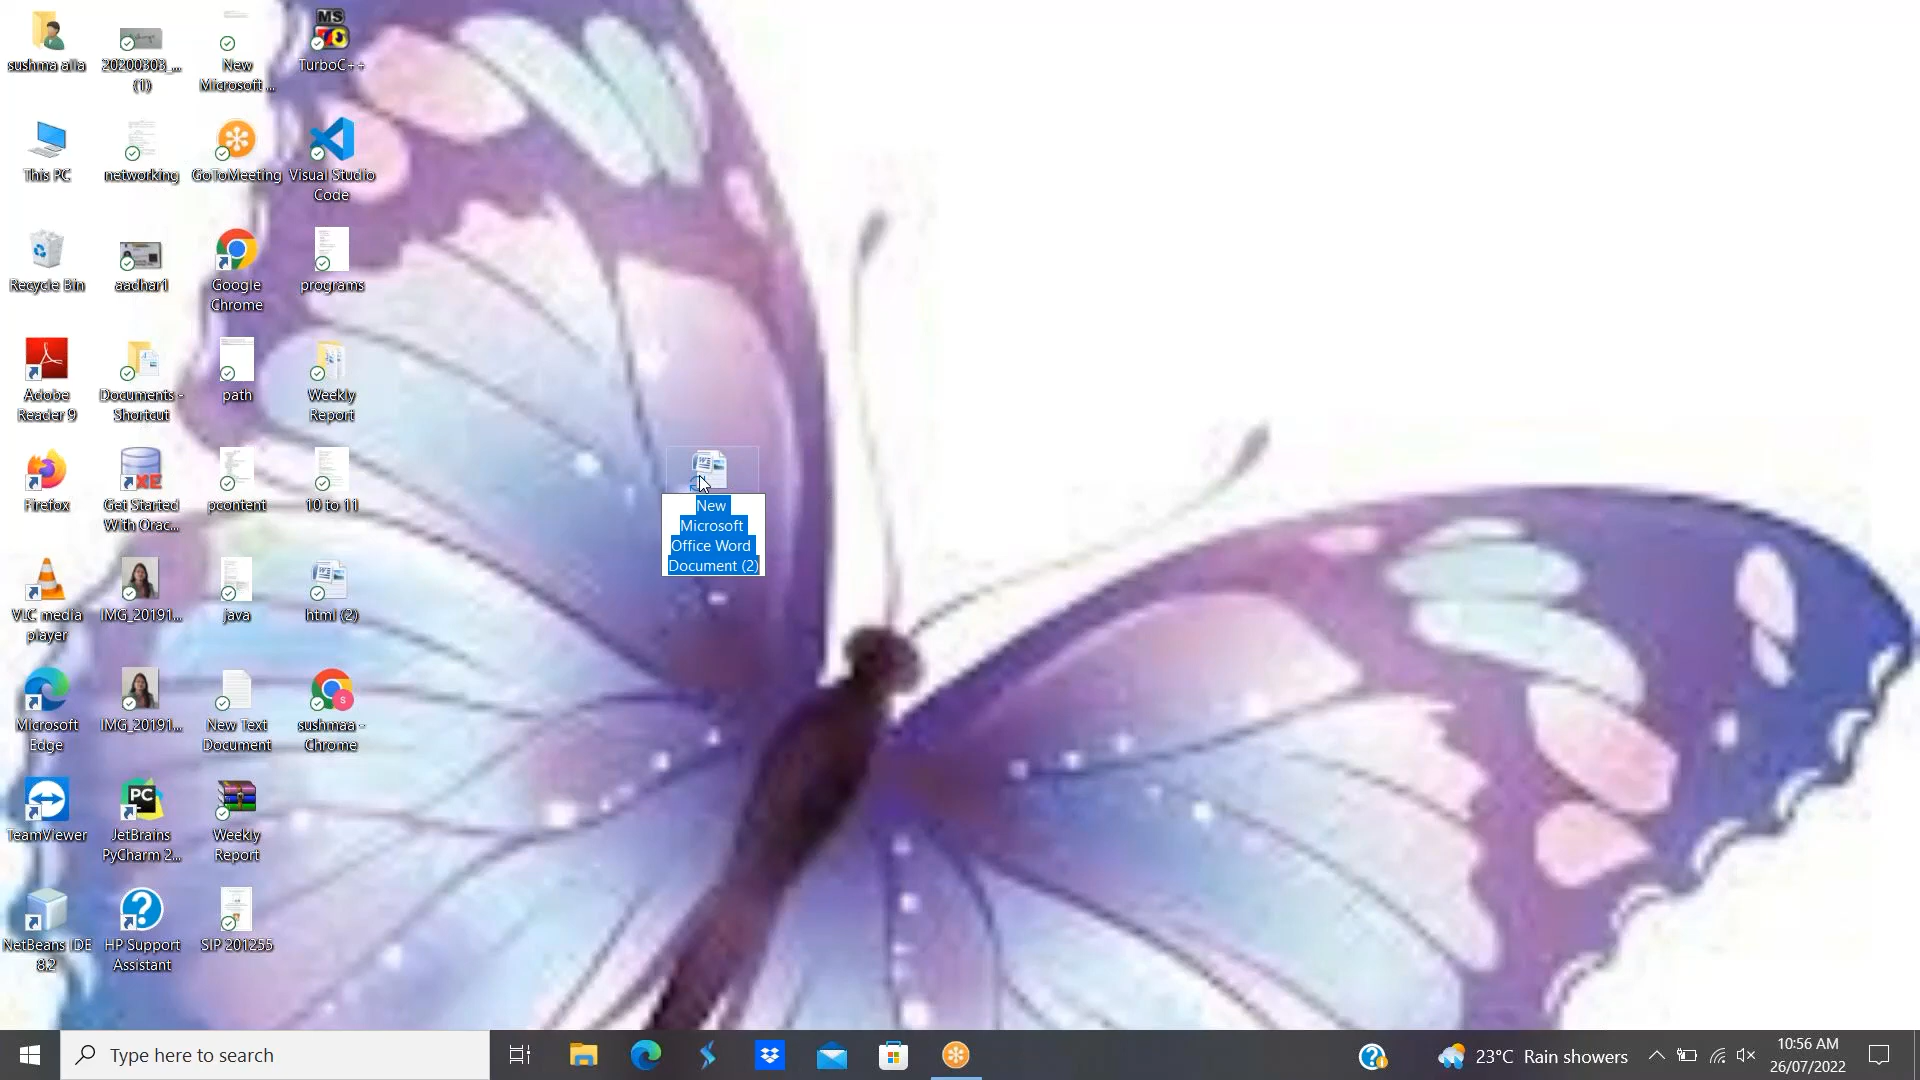 sushma alla
This PC
Recycle Bin
Adobe
Reader 9
Firefox
VLC media
player
Microsoft
Edge
TeamViewer
NetBeans IDE
8.2
20200303_...
(1)
networking
aadhar1
Documents -
Shortcut
Get Started
With Orac...
IMG_20191...
IMG_20191...
PC
JetBrains
PyCharm 2...
HP Support
Assistant
New
Microsoft ...
GoToMeeting
Google
Chrome
path
pcontent
java
New Text
Document
Weekly
Report
SIP 201255
MS
TurboC++
Visual Studio
Code
programs
Weekly
Report
10 to 11
html (2)
sushmaa -
Chrome
New
Microsoft
Office Word
Document (2)
Type here to search
23°C Rain showers
10:56 AM
26/07/2022